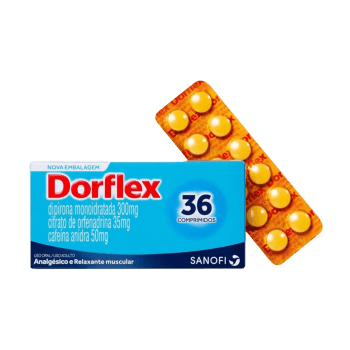 NOVA EMBALAGEM
Dorflex
dipirona monoidratada 300mg
citrato de orfenadrina 35mg
cafeína anidra 50mg
36
COMPRIMIDOS
USO ORAL/USO ADULTO
Analgésico e Relaxante muscular
SANOFI